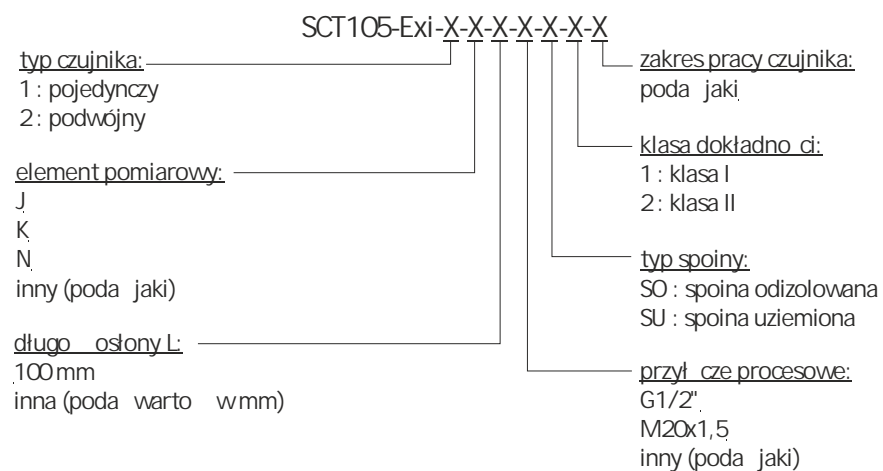 SCT105-Exi-X-X-X-X-X-X-X
typ czujnika:
1 : pojedynczy
2 : podwójny
element pomiarowy:
J
K
N
inny (poda jaki)
długo osłony L:
100 mm
inna (poda warto w mm)
zakres pracy czujnika:
poda jaki
klasa dokładno ci:
1 : klasa I
2 : klasa II
typ spoiny:
SO : spoina odizolowana
SU : spoina uziemiona
przył cze procesowe:
G1/2"
M20x1,5
inny (poda jaki)